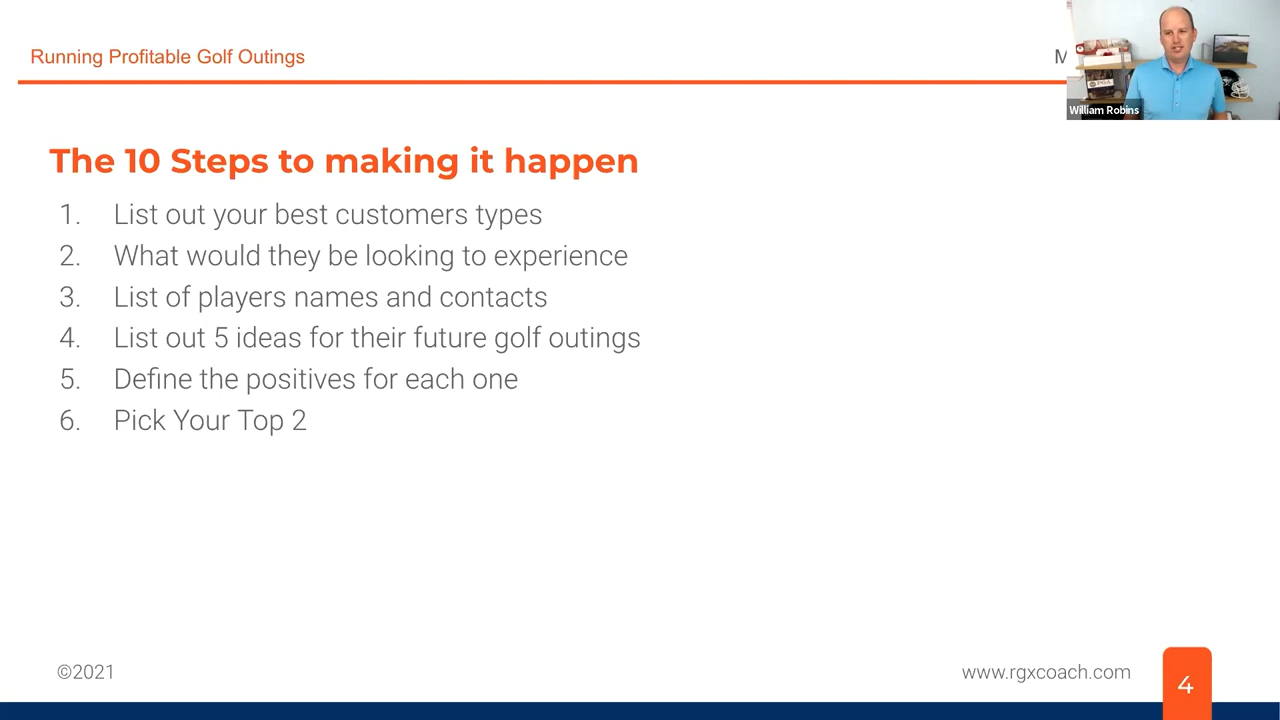 Running Profitable Golf Outings
M
William Robins
The 10 Steps to making it happen
1. List out your best customers types
2. What would they be looking to experience
3. List of players names and contacts
4. List out 5 ideas for their future golf outings
5. Define the positives for each one
6. Pick Your Top 2
©2021
www.rgxcoach.com
4